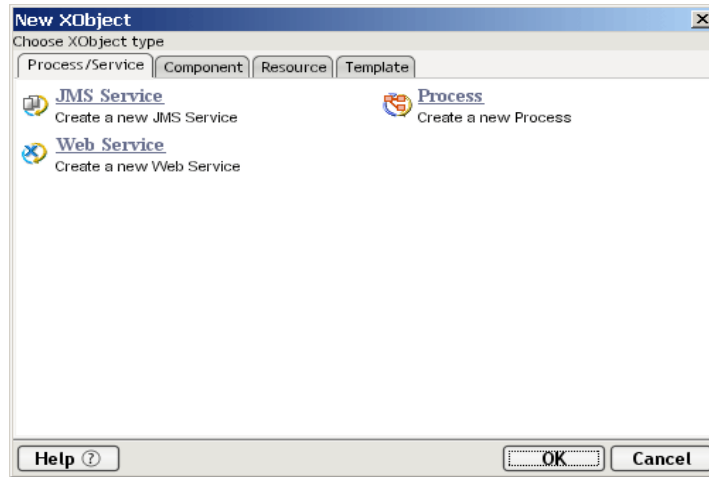 New XObject
Choose XObject type
Process/Service Component Resource Template
JMS Service Process
Create a new JMS Service Create a new Process
Web Service
Create a new Web Service
Help ? OK Cancel